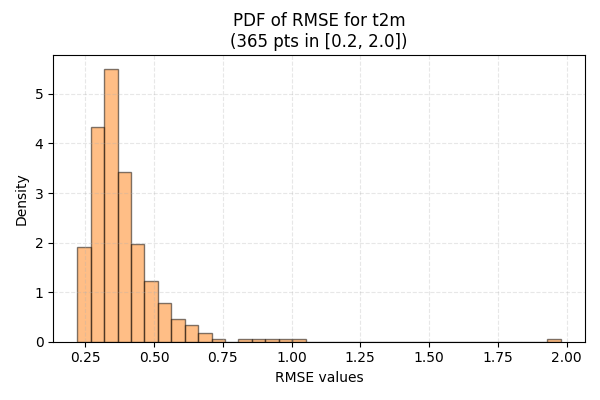 PDF of RMSE for t2m
(365 pts in [0.2, 2.0])
Density
5
4
3
2
1
0
0.25 0.50 0.75 1.00 1.25 1.50 1.75 2.00
RMSE values